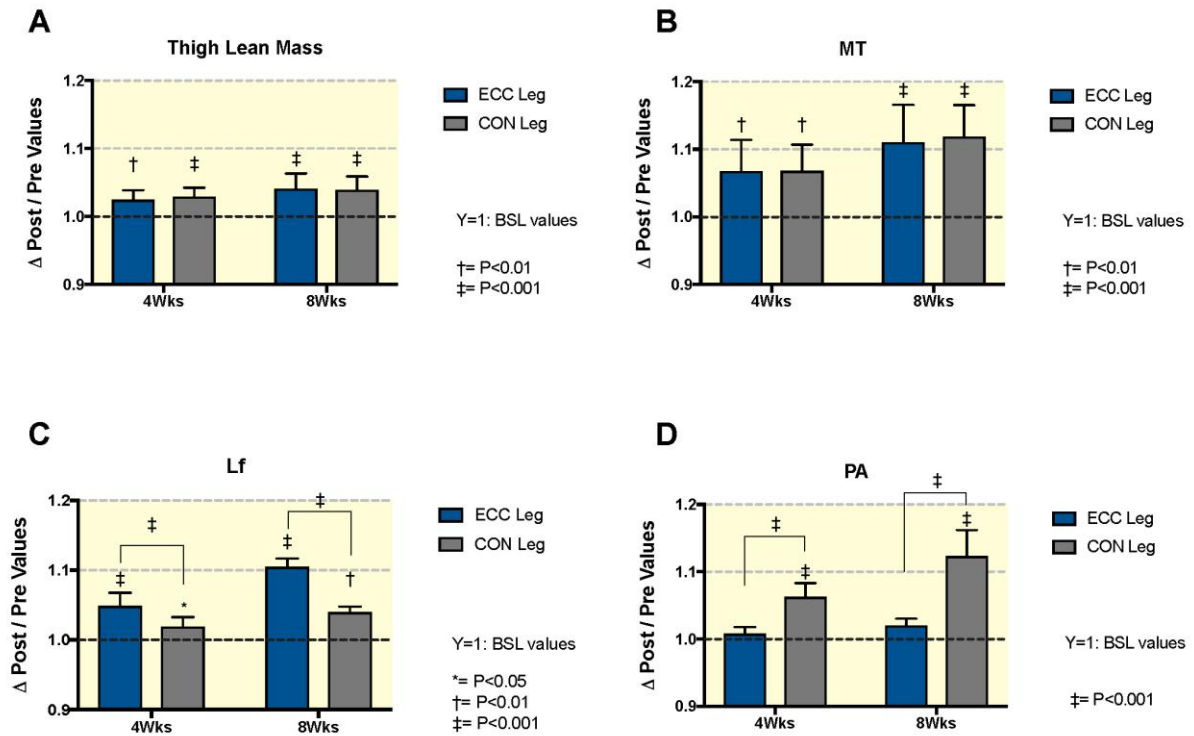 A
Thigh Lean Mass
Δ Post / Pre Values
1.2
1.1
1.0
0.9
† ‡ ‡ ‡
4Wks 8Wks
ECC Leg
CON Leg
Y=1: BSL values
†= P<0.01
‡= P<0.001
B
MT
Δ Post / Pre Values
1.2
1.1
1.0
0.9
† † ‡ ‡
4Wks 8Wks
ECC Leg
CON Leg
Y=1: BSL values
†= P<0.01
‡= P<0.001
C
Lf
Δ Post / Pre Values
1.2
1.1
1.0
0.9
‡ ‡
‡ * ‡ †
4Wks 8Wks
ECC Leg
CON Leg
Y=1: BSL values
*= P<0.05
†= P<0.01
‡= P<0.001
D
PA
Δ Post / Pre Values
1.2
1.1
1.0
0.9
‡ ‡
‡ ‡
4Wks 8Wks
ECC Leg
CON Leg
Y=1: BSL values
‡= P<0.001